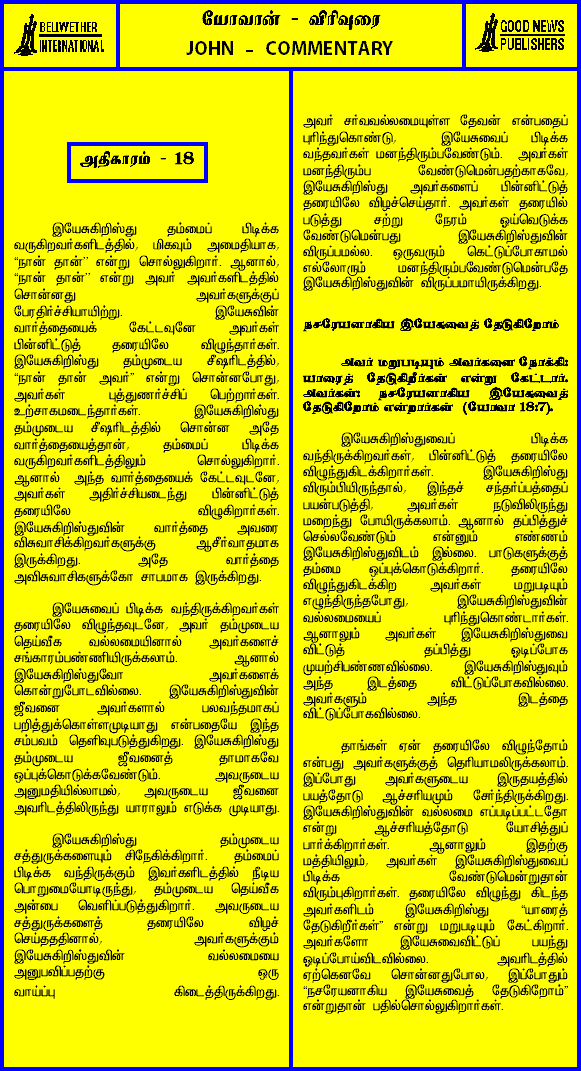 BELLWETHER
INTERNATIONAL
யோவான் - விரிவுரை
JOHN - COMMENTARY
GOOD NEWS
PUBLISHERS
அதிகாரம் - 18
இயேசுகிறிஸ்து தம்மைப் பிடிக்க
வருகிறவர்களிடத்தில், மிகவும் அமைதியாக,
“நான் தான்” என்று சொல்லுகிறார். ஆனால்,
“நான் தான்” என்று அவர் அவர்களிடத்தில்
சொன்னது அவர்களுக்குப்
பேரதிர்ச்சியாயிற்று. இயேசுவின்
வார்த்தையைக் கேட்டவுனே அவர்கள்
பின்னிட்டுத் தரையிலே விழுந்தார்கள்.
இயேசுகிறிஸ்து தம்முடைய சீஷரிடத்தில்,
“நான் தான் அவர்” என்று சொன்னபோது,
அவர்கள் புத்துணர்ச்சிப் பெற்றார்கள்.
உற்சாகமடைந்தார்கள். இயேசுகிறிஸ்து
தம்முடைய சீஷரிடத்தில் சொன்ன அதே
வார்த்தையைத்தான், தம்மைப் பிடிக்க
வருகிறவர்களிடத்திலும் சொல்லுகிறார்.
ஆனால் அந்த வார்த்தையைக் கேட்டவுடனே,
அவர்கள் அதிர்ச்சியடைந்து பின்னிட்டுத்
தரையிலே விழுகிறார்கள்.
இயேசுகிறிஸ்துவின் வார்த்தை அவரை
விசுவாசிக்கிறவர்களுக்கு ஆசீர்வாதமாக
இருக்கிறது. அதே வார்த்தை
அவிசுவாசிகளுக்கோ சாபமாக இருக்கிறது.
இயேசுவைப் பிடிக்க வந்திருக்கிறவர்கள்
தரையிலே விழுந்தவுடனே, அவர் தம்முடைய
தெய்வீக வல்லமையினால் அவர்களைச்
சங்காரம்பண்ணியிருக்கலாம். ஆனால்
இயேசுகிறிஸ்துவோ அவர்களைக்
கொன்றுபோடவில்லை. இயேசுகிறிஸ்துவின்
ஜீவனை அவர்களால் பலவந்தமாகப்
பறித்துக்கொள்ளமுடியாது என்பதையே இந்த
சம்பவம் தெளிவுபடுத்துகிறது. இயேசுகிறிஸ்து
தம்முடைய ஜீவனைத் தாமாகவே
ஒப்புக்கொடுக்கவேண்டும். அவருடைய
அனுமதியில்லாமல், அவருடைய ஜீவனை
அவரிடத்திலிருந்து யாராலும் எடுக்க முடியாது.
இயேசுகிறிஸ்து தம்முடைய
சத்துருக்களையும் சிநேகிக்கிறார். தம்மைப்
பிடிக்க வந்திருக்கும் இவர்களிடத்தில் நீடிய
பொறுமையோடிருந்து, தம்முடைய தெய்வீக
அன்பை வெளிப்படுத்துகிறார். அவருடைய
சத்துருக்களைத் தரையிலே விழச்
செய்ததினால், அவர்களுக்கும்
இயேசுகிறிஸ்துவின் வல்லமையை
அனுபவிப்பதற்கு ஒரு
வாய்ப்பு கிடைத்திருக்கிறது.
அவர் சர்வவல்லமையுள்ள தேவன் என்பதைப்
புரிந்துகொண்டு, இயேசுவைப் பிடிக்க
வந்தவர்கள் மனந்திரும்பவேண்டும். அவர்கள்
மனந்திரும்ப வேண்டுமென்பதற்காகவே,
இயேசுகிறிஸ்து அவர்களைப் பின்னிட்டுத்
தரையிலே விழச்செய்தார். அவர்கள் தரையில்
படுத்து சற்று நேரம் ஓய்வெடுக்க
வேண்டுமென்பது இயேசுகிறிஸ்துவின்
விருப்பமல்ல. ஒருவரும் கெட்டுப்போகாமல்
எல்லோரும் மனந்திரும்பவேண்டுமென்பதே
இயேசுகிறிஸ்துவின் விருப்பமாயிருக்கிறது.
நசரேயனாகிய இயேசுவைத் தேடுகிறோம்
அவர் மறுபடியும் அவர்களை நோக்கி:
யாரைத் தேடுகிறீர்கள் என்று கேட்டார்.
அவர்கள்: நசரேயனாகிய இயேசுவைத்
தேடுகிறோம் என்றார்கள் (யோவா 18:7).
இயேசுகிறிஸ்துவைப் பிடிக்க
வந்திருக்கிறவர்கள், பின்னிட்டுத் தரையிலே
விழுந்துகிடக்கிறார்கள். இயேசுகிறிஸ்து
விரும்பியிருந்தால், இந்தச் சந்தர்ப்பத்தைப்
பயன்படுத்தி, அவர்கள் நடுவிலிருந்து
மறைந்து போயிருக்கலாம். ஆனால் தப்பித்துச்
செல்லவேண்டும் என்னும் எண்ணம்
இயேசுகிறிஸ்துவிடம் இல்லை. பாடுகளுக்குத்
தம்மை ஒப்புக்கொடுக்கிறார். தரையிலே
விழுந்துகிடக்கிற அவர்கள் மறுபடியும்
எழுந்திருந்தபோது, இயேசுகிறிஸ்துவின்
வல்லமையைப் புரிந்துகொண்டார்கள்.
ஆனாலும் அவர்கள் இயேசுகிறிஸ்துவை
விட்டுத் தப்பித்து ஓடிப்போக
முயற்சிபண்ணவில்லை. இயேசுகிறிஸ்துவும்
அந்த இடத்தை விட்டுப்போகவில்லை.
அவர்களும் அந்த இடத்தை
விட்டுப்போகவில்லை.
தாங்கள் ஏன் தரையிலே விழுந்தோம்
என்பது அவர்களுக்குத் தெரியாமலிருக்கலாம்.
இப்போது அவர்களுடைய இருதயத்தில்
பயத்தோடு ஆச்சரியமும் சேர்ந்திருக்கிறது.
இயேசுகிறிஸ்துவின் வல்லமை எப்படிப்பட்டதோ
என்று ஆச்சரியத்தோடு யோசித்துப்
பார்க்கிறார்கள். ஆனாலும் இதற்கு
மத்தியிலும், அவர்கள் இயேசுகிறிஸ்துவைப்
பிடிக்க வேண்டுமென்றுதான்
விரும்புகிறார்கள். தரையிலே விழுந்து கிடந்த
அவர்களிடம் இயேசுகிறிஸ்து “யாரைத்
தேடுகிறீர்கள்” என்று மறுபடியும் கேட்கிறார்.
அவர்களோ இயேசுவைவிட்டுப் பயந்து
ஓடிப்போய்விடவில்லை. அவரிடத்தில்
ஏற்கெனவே சொன்னதுபோல, இப்போதும்
“நசரேயனாகிய இயேசுவைத் தேடுகிறோம்”
என்றுதான் பதில்சொல்லுகிறார்கள்.